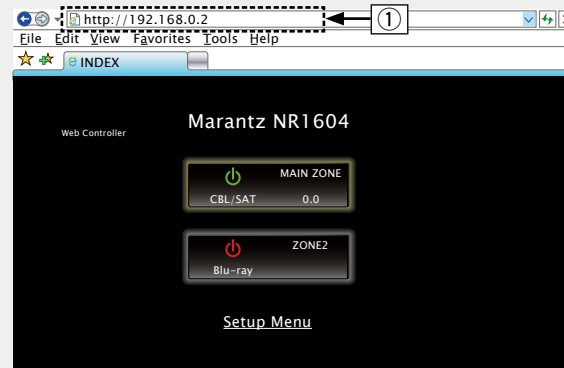 http://192.168.0.2 ①
File Edit View Favorites Tools Help
INDEX
Marantz NR1604
Web Controller
MAIN ZONE
CBL/SAT 0.0
ZONE2
Blu-ray
Setup Menu